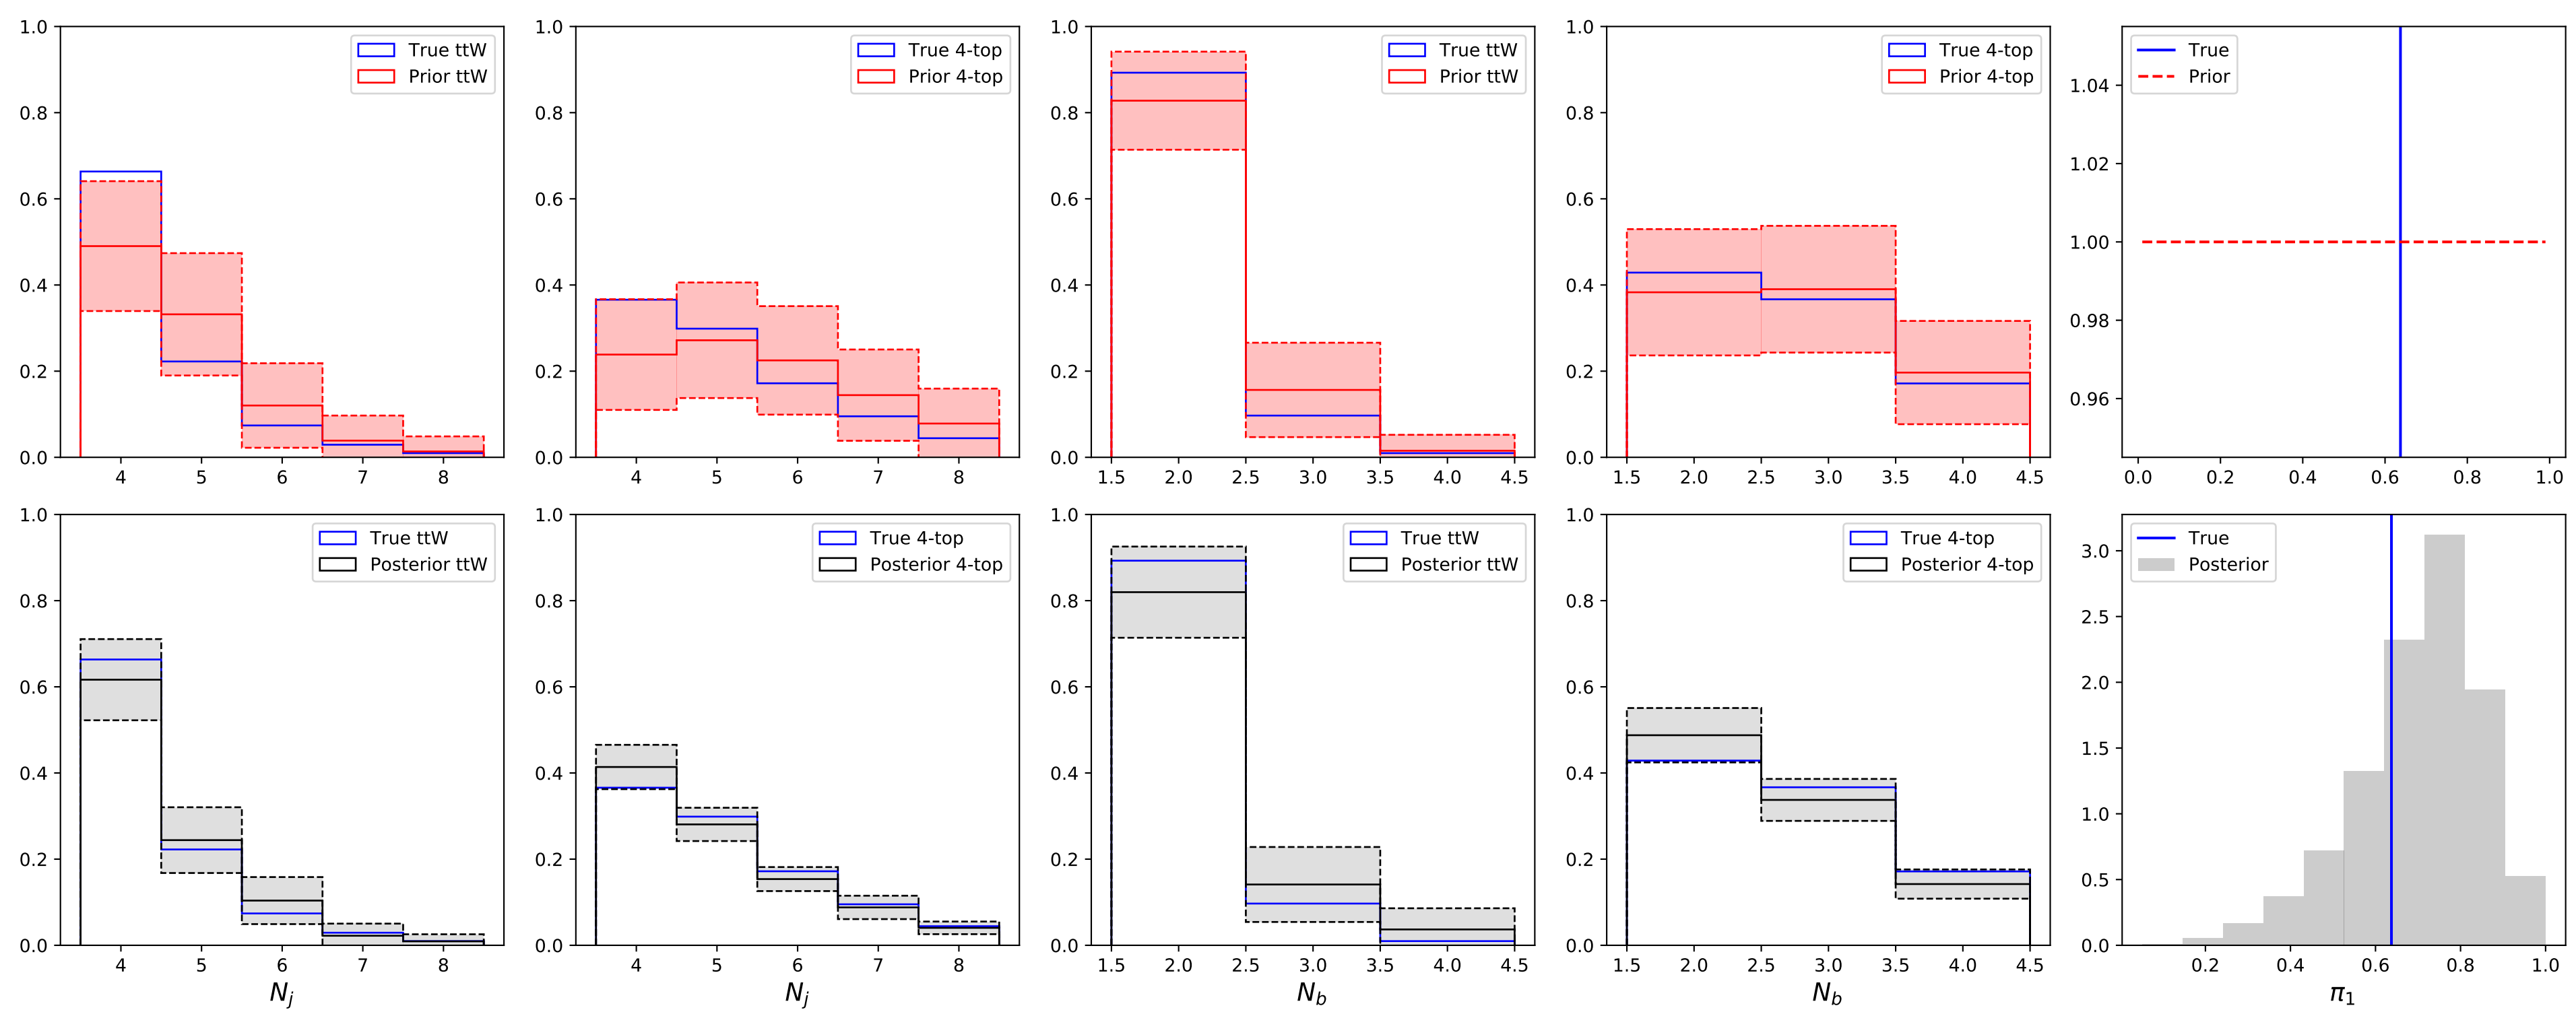 1.0
0.8
0.6
0.4
0.2
0.0
4 5 6 7 8
True ttW
Prior ttW
1.0
0.8
0.6
0.4
0.2
0.0
4 5 6 7 8
True 4-top
Prior 4-top
1.0
0.8
0.6
0.4
0.2
0.0
1.5 2.0 2.5 3.0 3.5 4.0 4.5
True ttW
Prior ttW
1.0
0.8
0.6
0.4
0.2
0.0
1.5 2.0 2.5 3.0 3.5 4.0 4.5
True 4-top
Prior 4-top
1.04
1.02
1.00
0.98
0.96
0.0 0.2 0.4 0.6 0.8 1.0
True
Prior
1.0
0.8
0.6
0.4
0.2
0.0
4 5 6 7 8
N_j
True ttW
Posterior ttW
1.0
0.8
0.6
0.4
0.2
0.0
4 5 6 7 8
N_j
True 4-top
Posterior 4-top
1.0
0.8
0.6
0.4
0.2
0.0
1.5 2.0 2.5 3.0 3.5 4.0 4.5
N_b
True ttW
Posterior ttW
1.0
0.8
0.6
0.4
0.2
0.0
1.5 2.0 2.5 3.0 3.5 4.0 4.5
N_b
True 4-top
Posterior 4-top
3.0
2.5
2.0
1.5
1.0
0.5
0.0
0.2 0.4 0.6 0.8 1.0
π_1
True
Posterior